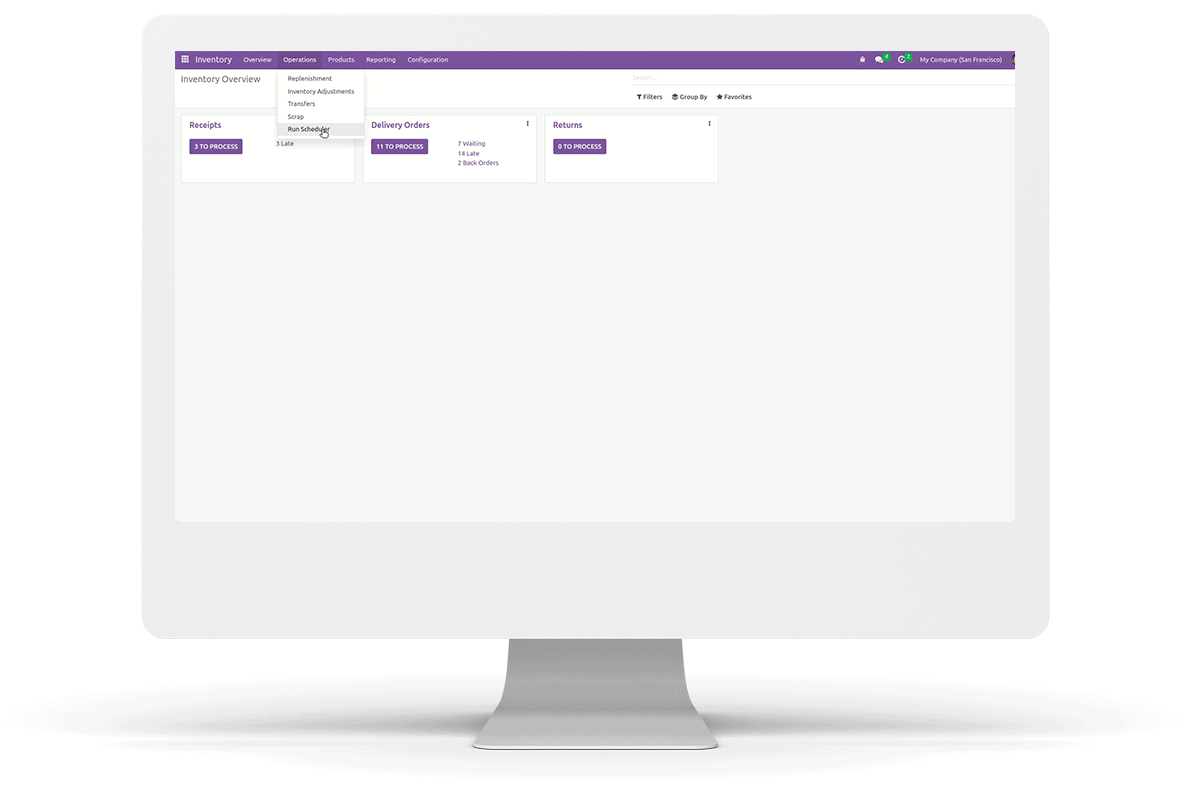 Inventory Overview Operations Products Reporting Configuration 4 2 My Company (San Francisco)
Inventory Overview
Search...
Filters Group By Favorites
Replenishment
Inventory Adjustments
Transfers
Scrap
Run Scheduler
Receipts
3 TO PROCESS
3 Late
Delivery Orders
11 TO PROCESS
7 Waiting
14 Late
2 Back Orders
Returns
0 TO PROCESS